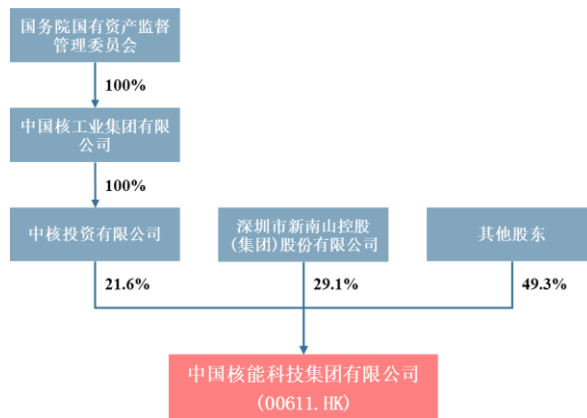 国务院国有资产监督
管理委员会
100%
中国核工业集团有限
公司
100%
中核投资有限公司
深圳市新南山控股
(集团)股份有限公司
其他股东
21.6%
29.1%
49.3%
中国核能科技集团有限公司
(00611.HK)